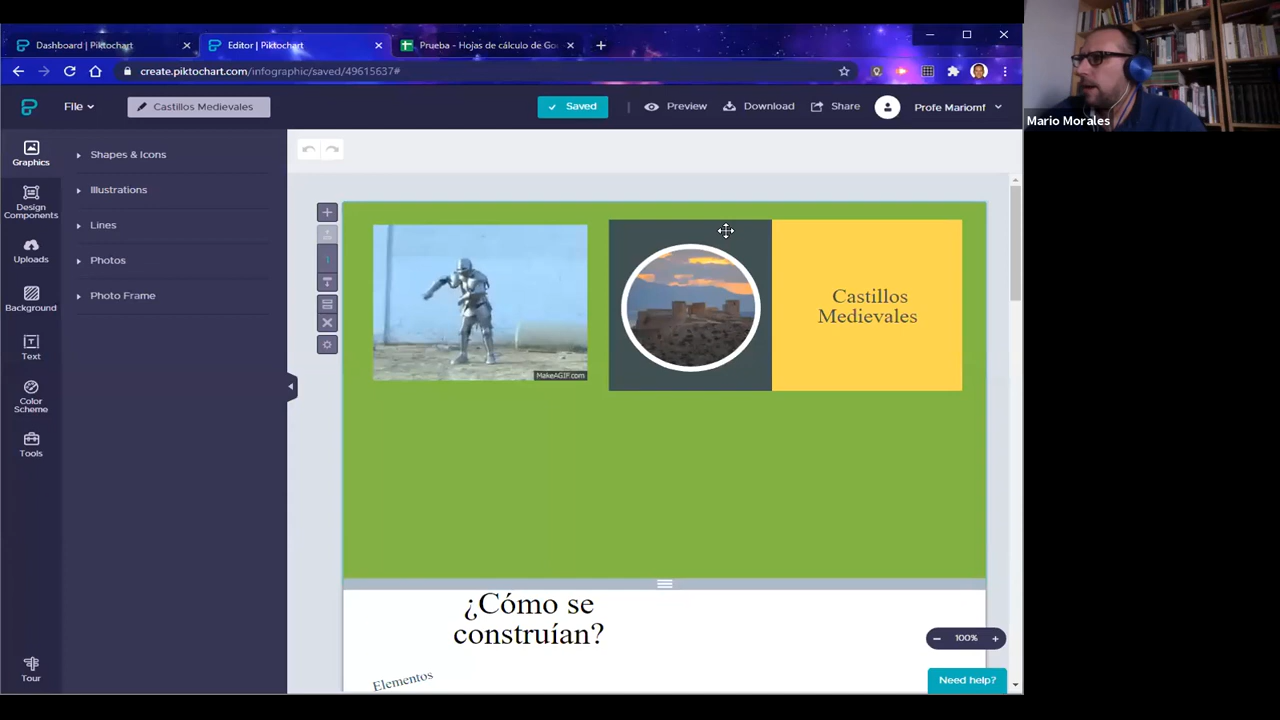 Dashboard | Piktochart
Editor | Piktochart
Prueba - Hojas de cálculo de Go
create.piktochart.com/infographic/saved/49615637#
File
Castillos Medievales
Saved
Preview
Download
Share
Profe Mariomf
Mario Morales
Graphics
Design
Components
Uploads
Background
Text
Color
Scheme
Tools
Tour
Shapes & Icons
Illustrations
Lines
Photos
Photo Frame
1
MakeAGIF.com
Castillos
Medievales
¿Cómo se
construían?
Elementos
100%
Need help?